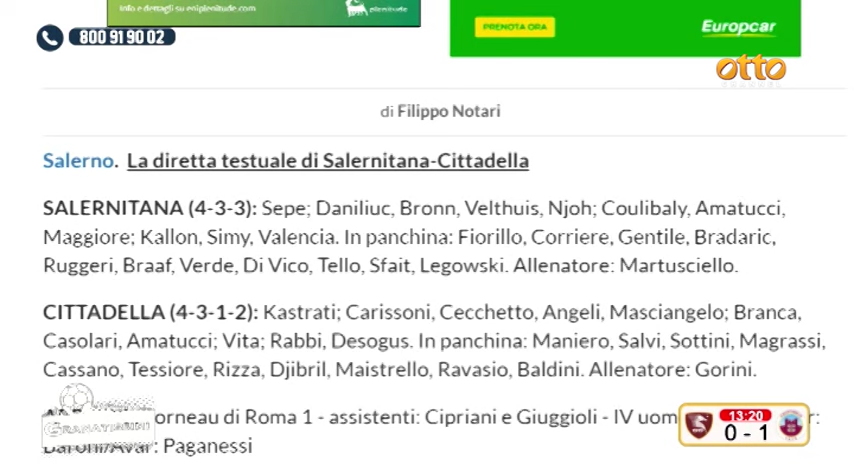 Info e dettagli su eniplenitude.com
plenitude
800 91 90 02
PRENOTA ORA
Europcar
otto
CHANNEL
di Filippo Notari
Salerno. La diretta testuale di Salernitana-Cittadella
SALERNITANA (4-3-3): Sepe; Daniliuc, Bronn, Velthuis, Njoh; Coulibaly, Amatucci,
Maggiore; Kallon, Simy, Valencia. In panchina: Fiorillo, Corriere, Gentile, Bradaric,
Ruggeri, Braaf, Verde, Di Vico, Tello, Sfait, Legowski. Allenatore: Martusciello.
CITTADELLA (4-3-1-2): Kastrati; Carissoni, Cecchetto, Angeli, Masciangelo; Branca,
Casolari, Amatucci; Vita; Rabbi, Desogus. In panchina: Maniero, Salvi, Sottini, Magrassi,
Cassano, Tessiore, Rizza, Djibril, Maistrello, Ravasio, Baldini. Allenatore: Gorini.
orneau di Roma 1 - assistenti: Cipriani e Giuggioli - IV uom
Paganessi
13:20
0 - 1